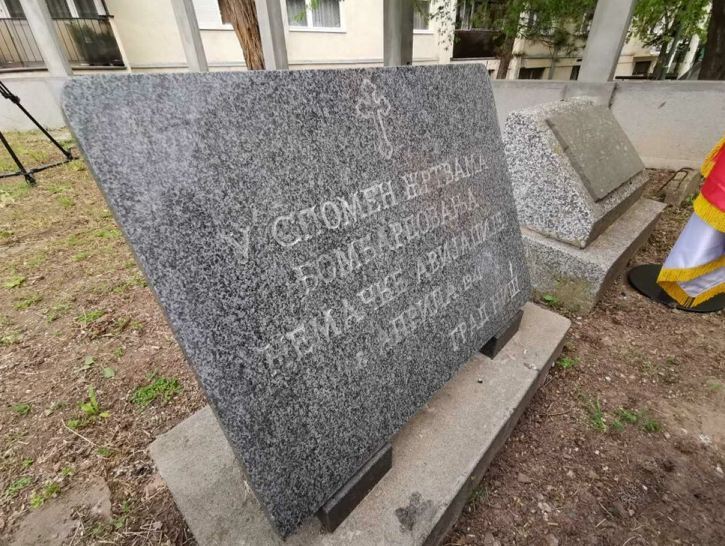 У СПОМЕН ЖРТВАМА
БОМБАРДОВАЊА
НЕМАЧКЕ АВИЈАЦИЈЕ
АПРИЛА
ГРАД НИШ